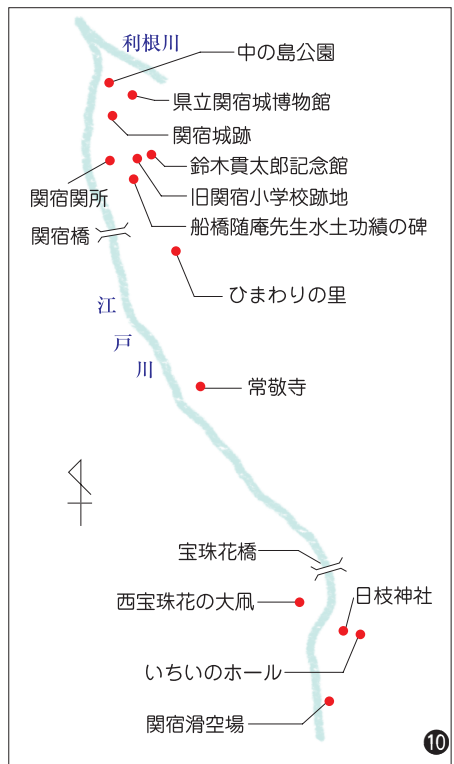 利根川
中の島公園
県立関宿城博物館
関宿城跡
鈴木貫太郎記念館
旧関宿小学校跡地
関宿関所
船橋随庵先生水土功績の碑
関宿橋
ひまわりの里
江戸川
常敬寺
宝珠花橋
西宝珠花の大凧
日枝神社
いちいのホール
関宿滑空場
10